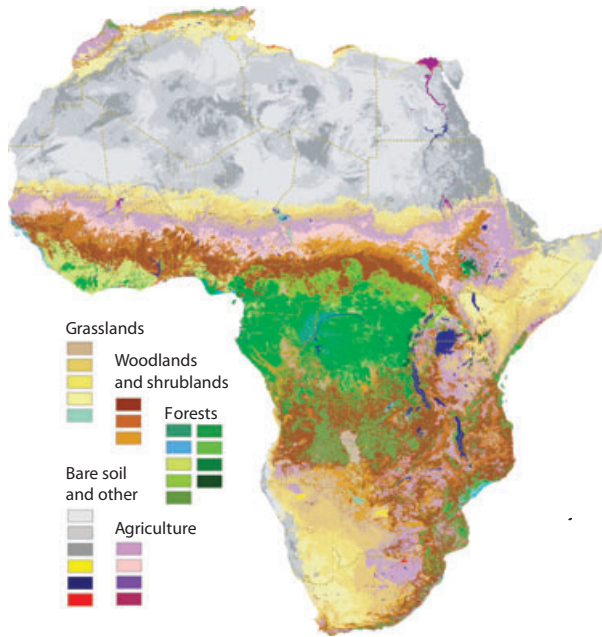 Grasslands
Woodlands
and shrublands
Forests
Bare soil
and other
Agriculture